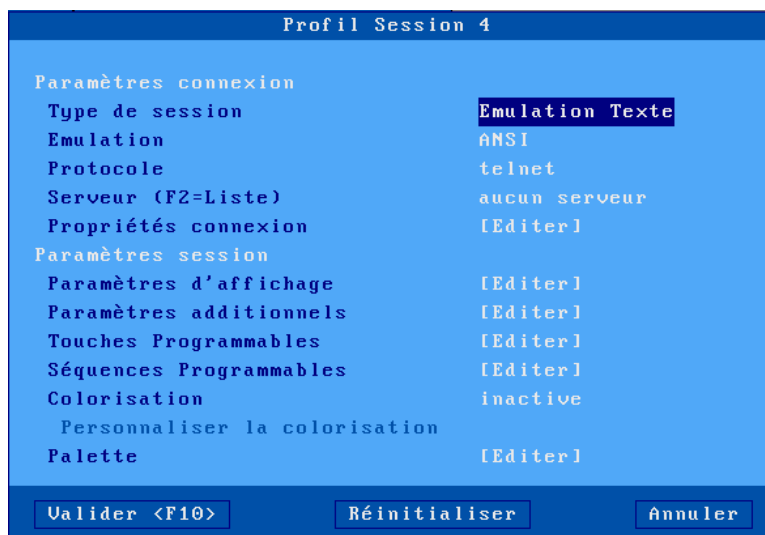 Profil Session 4
Paramètres connexion
Type de session Emulation Texte
Emulation ANSI
Protocole telnet
Serveur (F2=Liste) aucun serveur
Propriétés connexion [Editer]
Paramètres session
Paramètres d'affichage [Editer]
Paramètres additionnels [Editer]
Touches Programmables [Editer]
Séquences Programmables [Editer]
Colorisation inactive
Personnaliser la colorisation
Palette [Editer]
Valider <F10> Réinitialiser Annuler